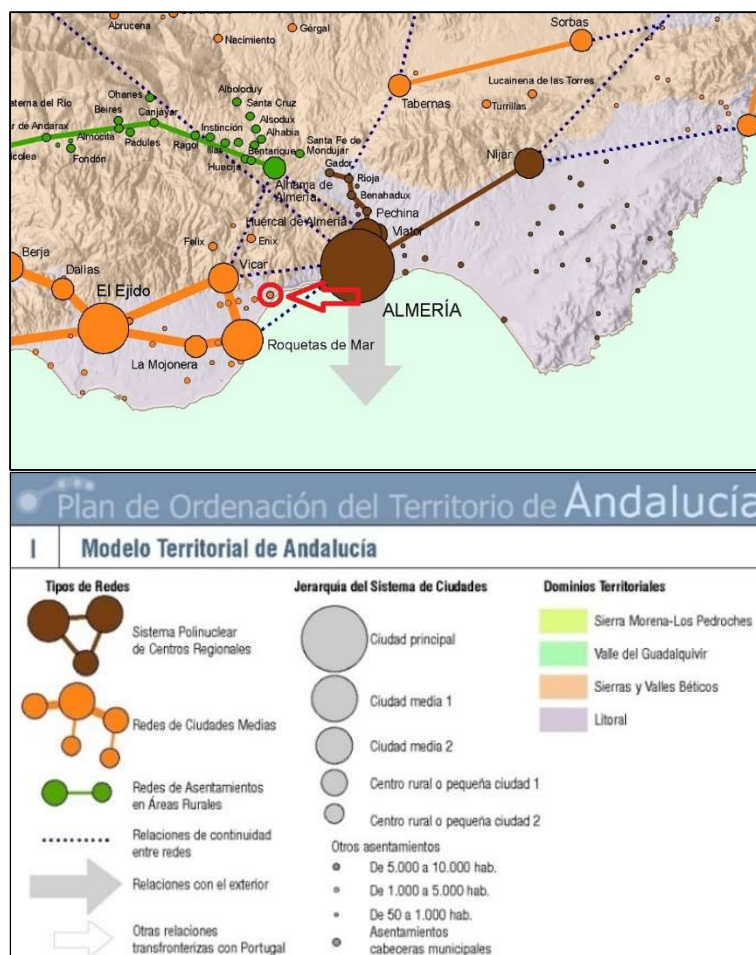 Abrucena
Gérgal
Nacimiento
Sorbas
Lucainena de las Torres
Tabernas
Turrillas
Ohanes
Alboloduy
Santa Cruz
aterna del Río
Beires
Canjáyar
Alsodux
ar de Andarax
Almócita
Instinción
Alhabia
Santa Fe de
Mondújar
Padules
Rágol
Illar
Bentarique
Níjar
lcolea
Fondón
Huécija
Gádor
Rioja
Alhama de
Almería
Benahadux
Pechina
Huércal de Almería
Viator
Felix
Enix
Berja
Dalías
Vícar
El Ejido
ALMERÍA
La Mojonera
Roquetas de Mar
Plan de Ordenación del Territorio de Andalucía
I Modelo Territorial de Andalucía
Tipos de Redes
Sistema Polinuclear
de Centros Regionales
Redes de Ciudades Medias
Redes de Asentamientos
en Áreas Rurales
Relaciones de continuidad
entre redes
Relaciones con el exterior
Otras relaciones
transfronterizas con Portugal
Jerarquía del Sistema de Ciudades
Ciudad principal
Ciudad media 1
Ciudad media 2
Centro rural o pequeña ciudad 1
Centro rural o pequeña ciudad 2
Otros asentamientos
De 5.000 a 10.000 hab.
De 1.000 a 5.000 hab.
De 50 a 1.000 hab.
Asentamientos
cabeceras municipales
Dominios Territoriales
Sierra Morena-Los Pedroches
Valle del Guadalquivir
Sierras y Valles Béticos
Litoral